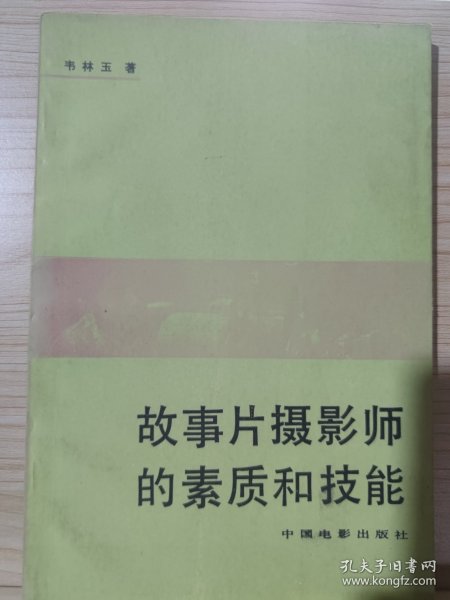 韦林玉 著
故事片摄影师
的素质和技能
中国电影出版社
孔夫子旧书网
www.kongfz.com